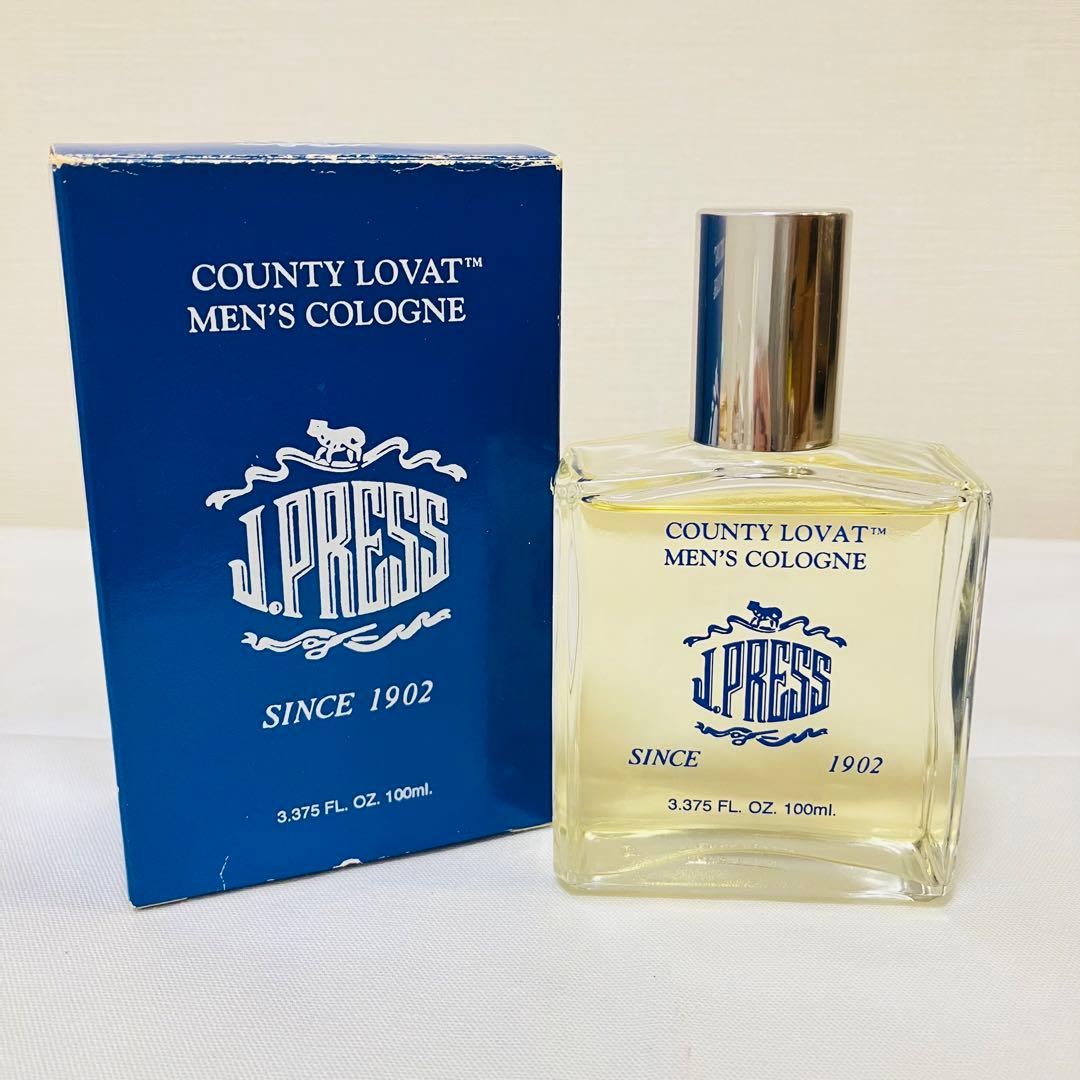 COUNTY LOVAT™
MEN'S COLOGNE
J.PRESS
SINCE 1902
3.375 FL. OZ. 100ml.
COUNTY LOVAT™
MEN'S COLOGNE
J.PRESS
SINCE 1902
3.375 FL. OZ. 100ml.